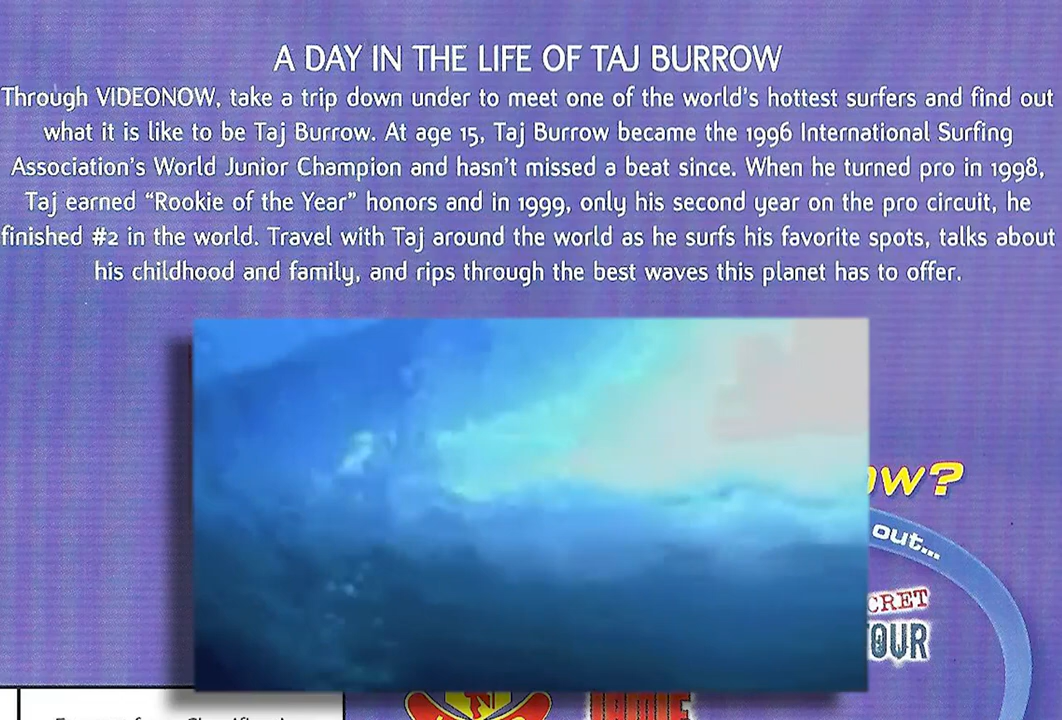 A DAY IN THE LIFE OF TAJ BURROW
Through VIDEONOW, take a trip down under to meet one of the world's hottest surfers and find out
what it is like to be Taj Burrow. At age 15, Taj Burrow became the 1996 International Surfing
Association's World Junior Champion and hasn't missed a beat since. When he turned pro in 1998,
Taj earned “Rookie of the Year” honors and in 1999, only his second year on the pro circuit, he
finished #2 in the world. Travel with Taj around the world as he surfs his favorite spots, talks about
his childhood and family, and rips through the best waves this planet has to offer.
OW?
out...
CRET
TOUR